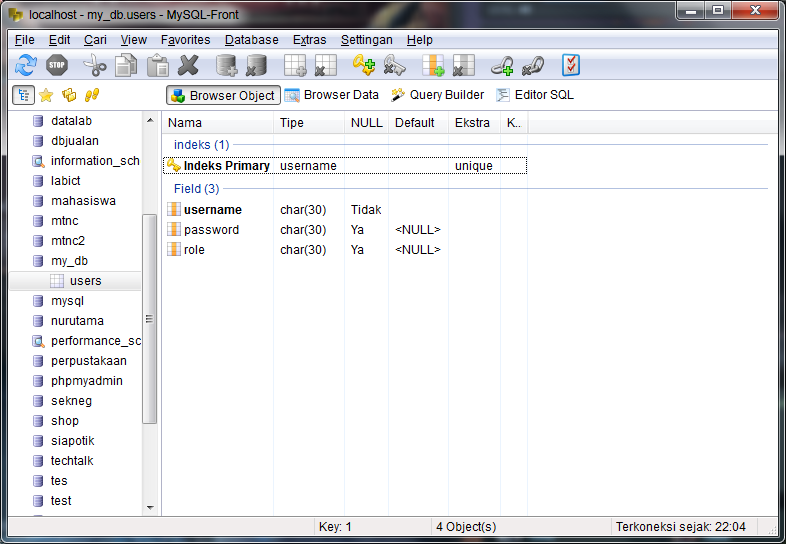 localhost - my_db.users - MySQL-Front
File Edit Cari View Favorites Database Extras Settingan Help
STOP
Browser Object Browser Data Query Builder Editor SQL
datalab
dbjualan
information_sch
labict
mahasiswa
mtnc
mtnc2
my_db
users
mysql
nurutama
performance_sc
perpustakaan
phpmyadmin
sekneg
shop
siapotik
techtalk
tes
test
Nama Tipe NULL Default Ekstra K..
indeks (1)
Indeks Primary username unique
Field (3)
username char(30) Tidak
password char(30) Ya <NULL>
role char(30) Ya <NULL>
Key: 1 4 Object(s) Terkoneksi sejak: 22:04